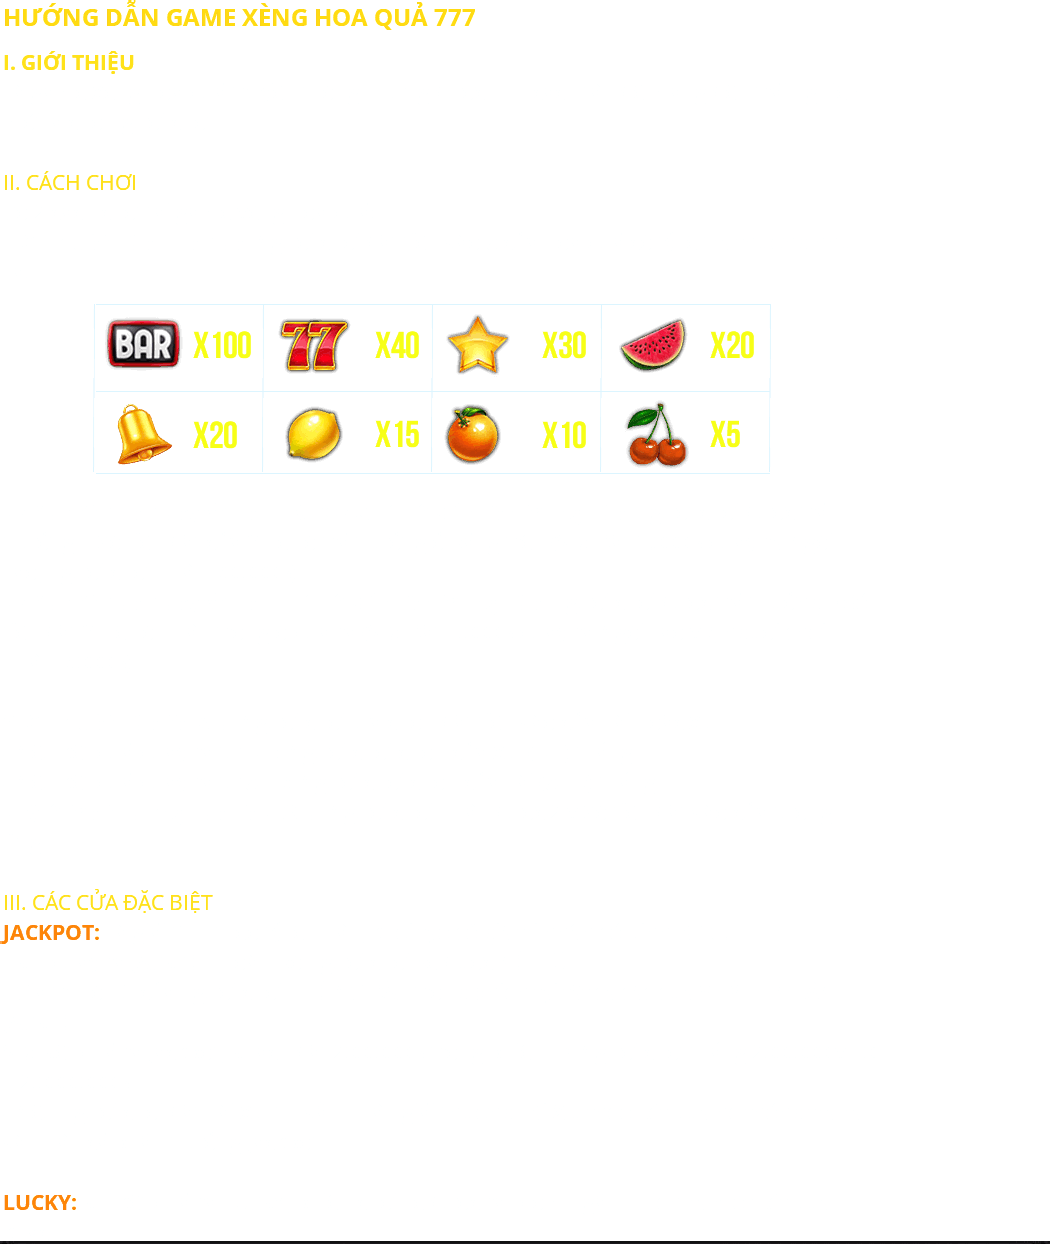 HƯỚNG DẪN GAME XÈNG HOA QUẢ 777
I. GIỚI THIỆU
II. CÁCH CHƠI
BAR X100 77 X40 X30 X20
X20 X15 X10 X5
III. CÁC CỬA ĐẶC BIỆT
JACKPOT:
LUCKY: